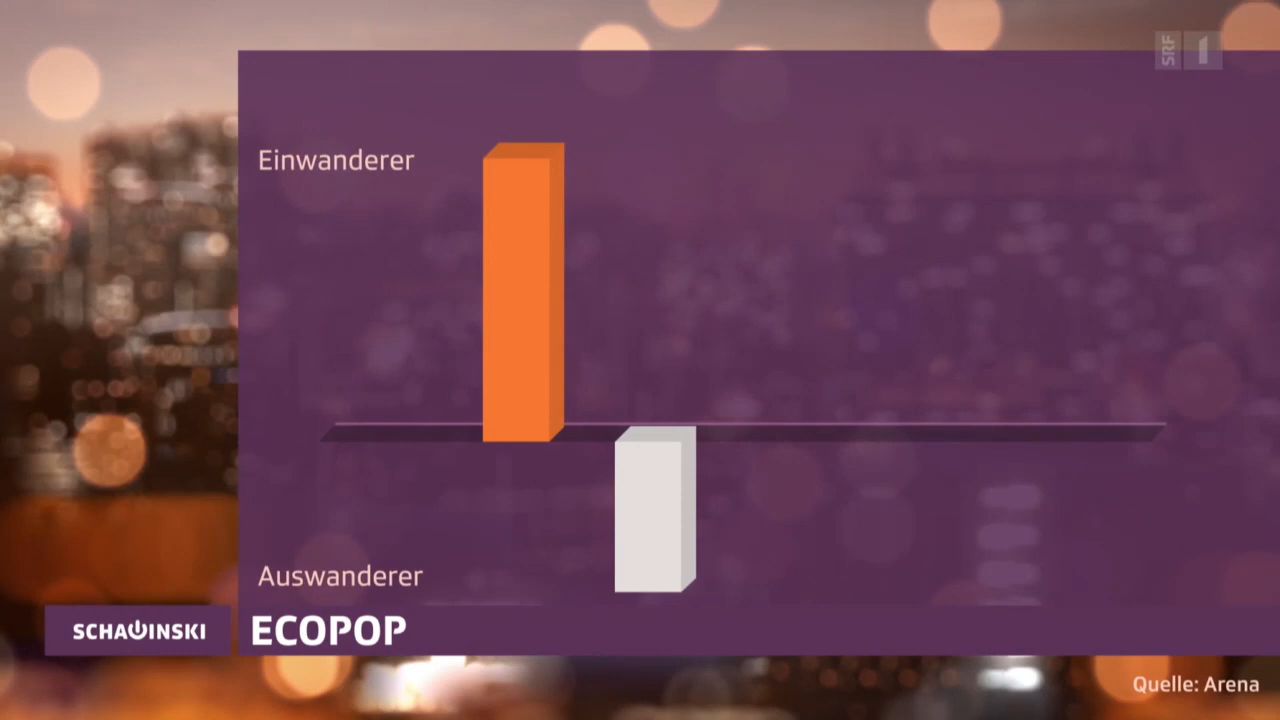 SRF 1
Einwanderer
Auswanderer
SCHAWINSKI
ECOPOP
Quelle: Arena